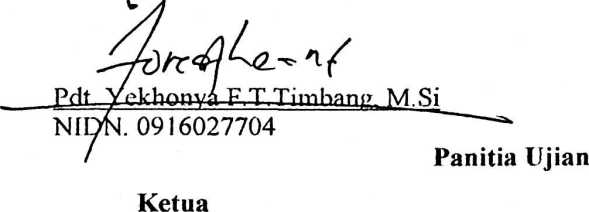 Pdt. Yekhonya F.T.Timbang, M.Si
NIDN. 0916027704
Panitia Ujian
Ketua